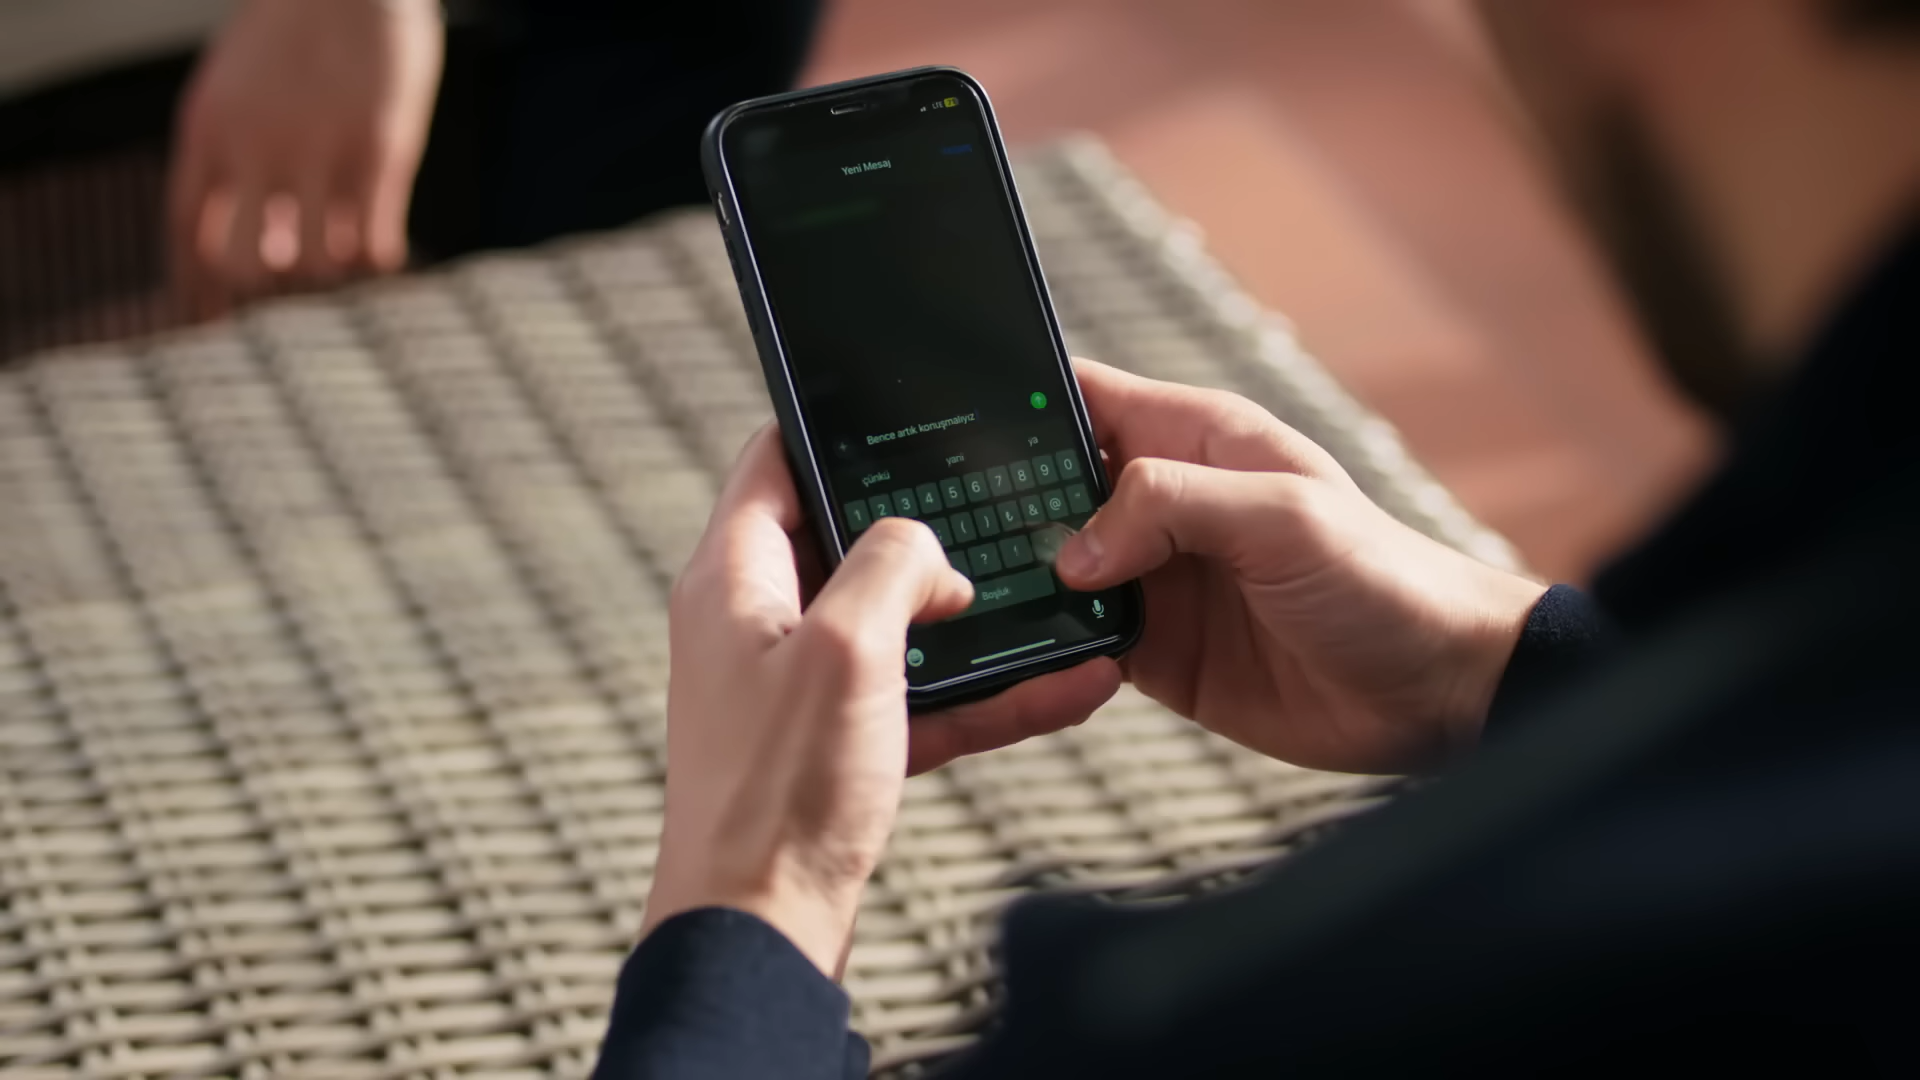 LTE
Yeni Mesaj
Bence artık konuşmalıyız
çünkü yani ya
1 2 3 4 5 6 7 8 9 0
( ) ₺ & @ "
? !
Boşluk